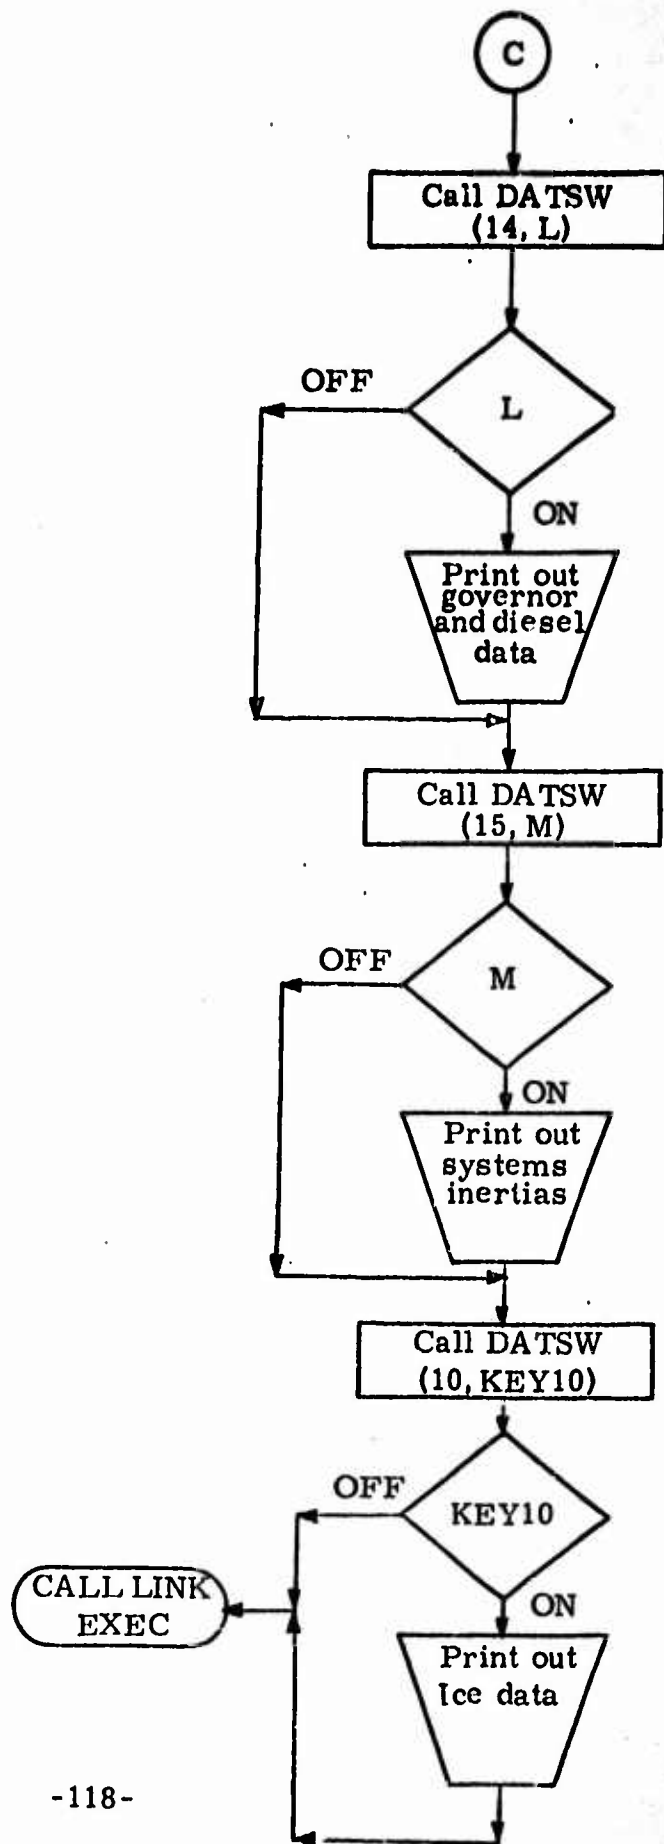 C
Call DATSW
(14, L)
OFF
L
ON
Print out
governor
and diesel
data
Call DATSW
(15, M)
OFF
M
ON
Print out
systems
inertias
Call DATSW
(10, KEY10)
OFF
KEY10
ON
CALL LINK
EXEC
Print out
Ice data
-118-